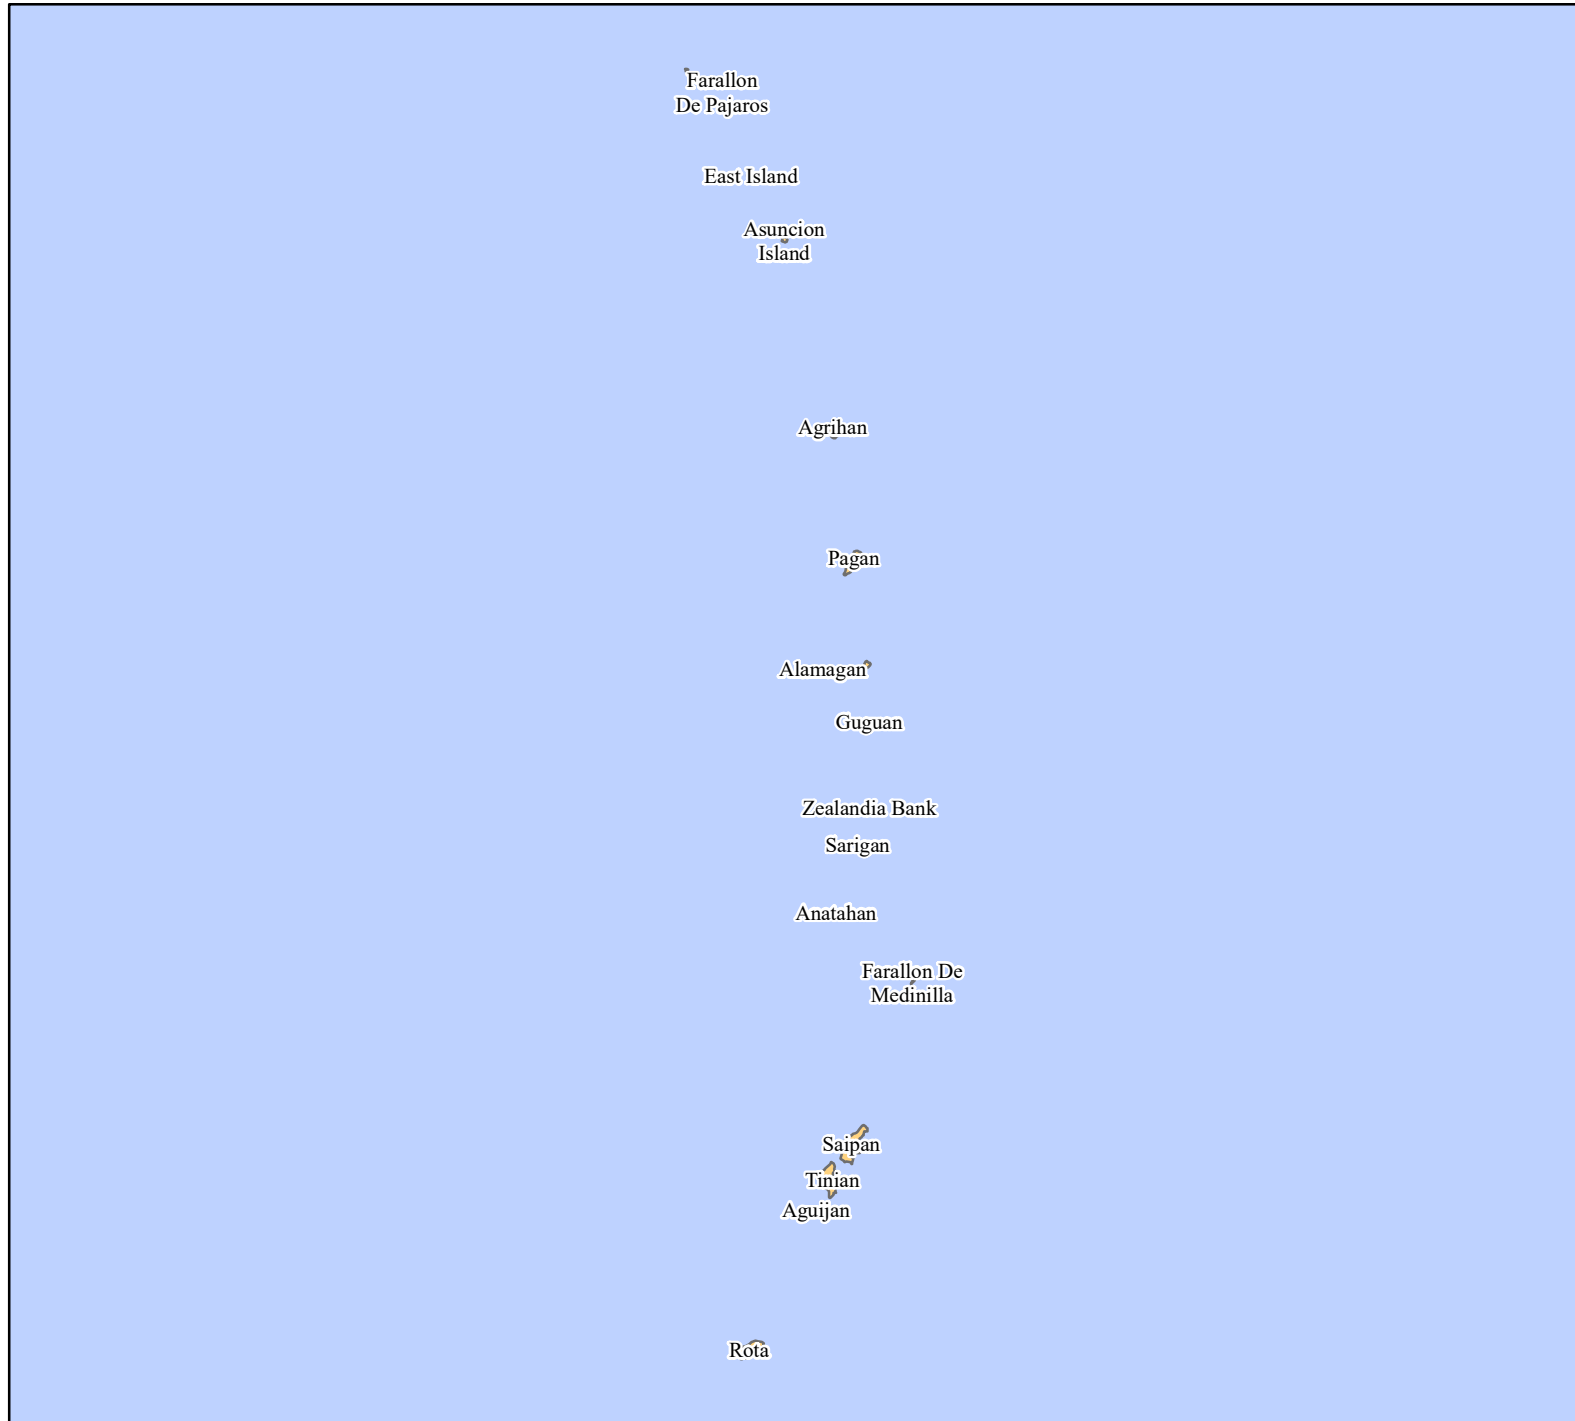 Farallon
De Pajaros
East Island
Asuncion
Island
Agrihan
Pagan
Alamagan
Guguan
Zealandia Bank
Sarigan
Anatahan
Farallon De
Medinilla
Saipan
Tinian
Aguijan
Rota